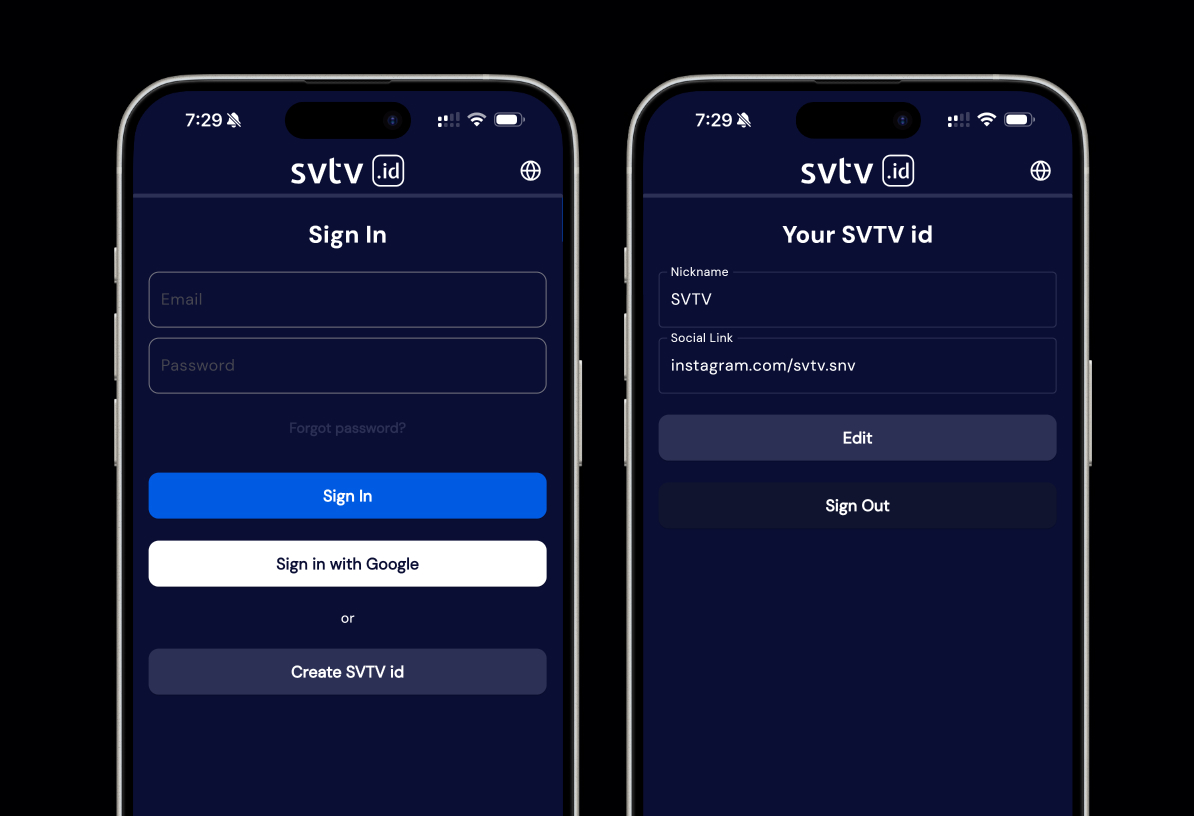 7:29
svtv .id
Sign In
Email
Password
Forgot password?
Sign In
Sign in with Google
or
Create SVTV id
7:29
svtv .id
Your SVTV id
Nickname
SVTV
Social Link
instagram.com/svtv.snv
Edit
Sign Out